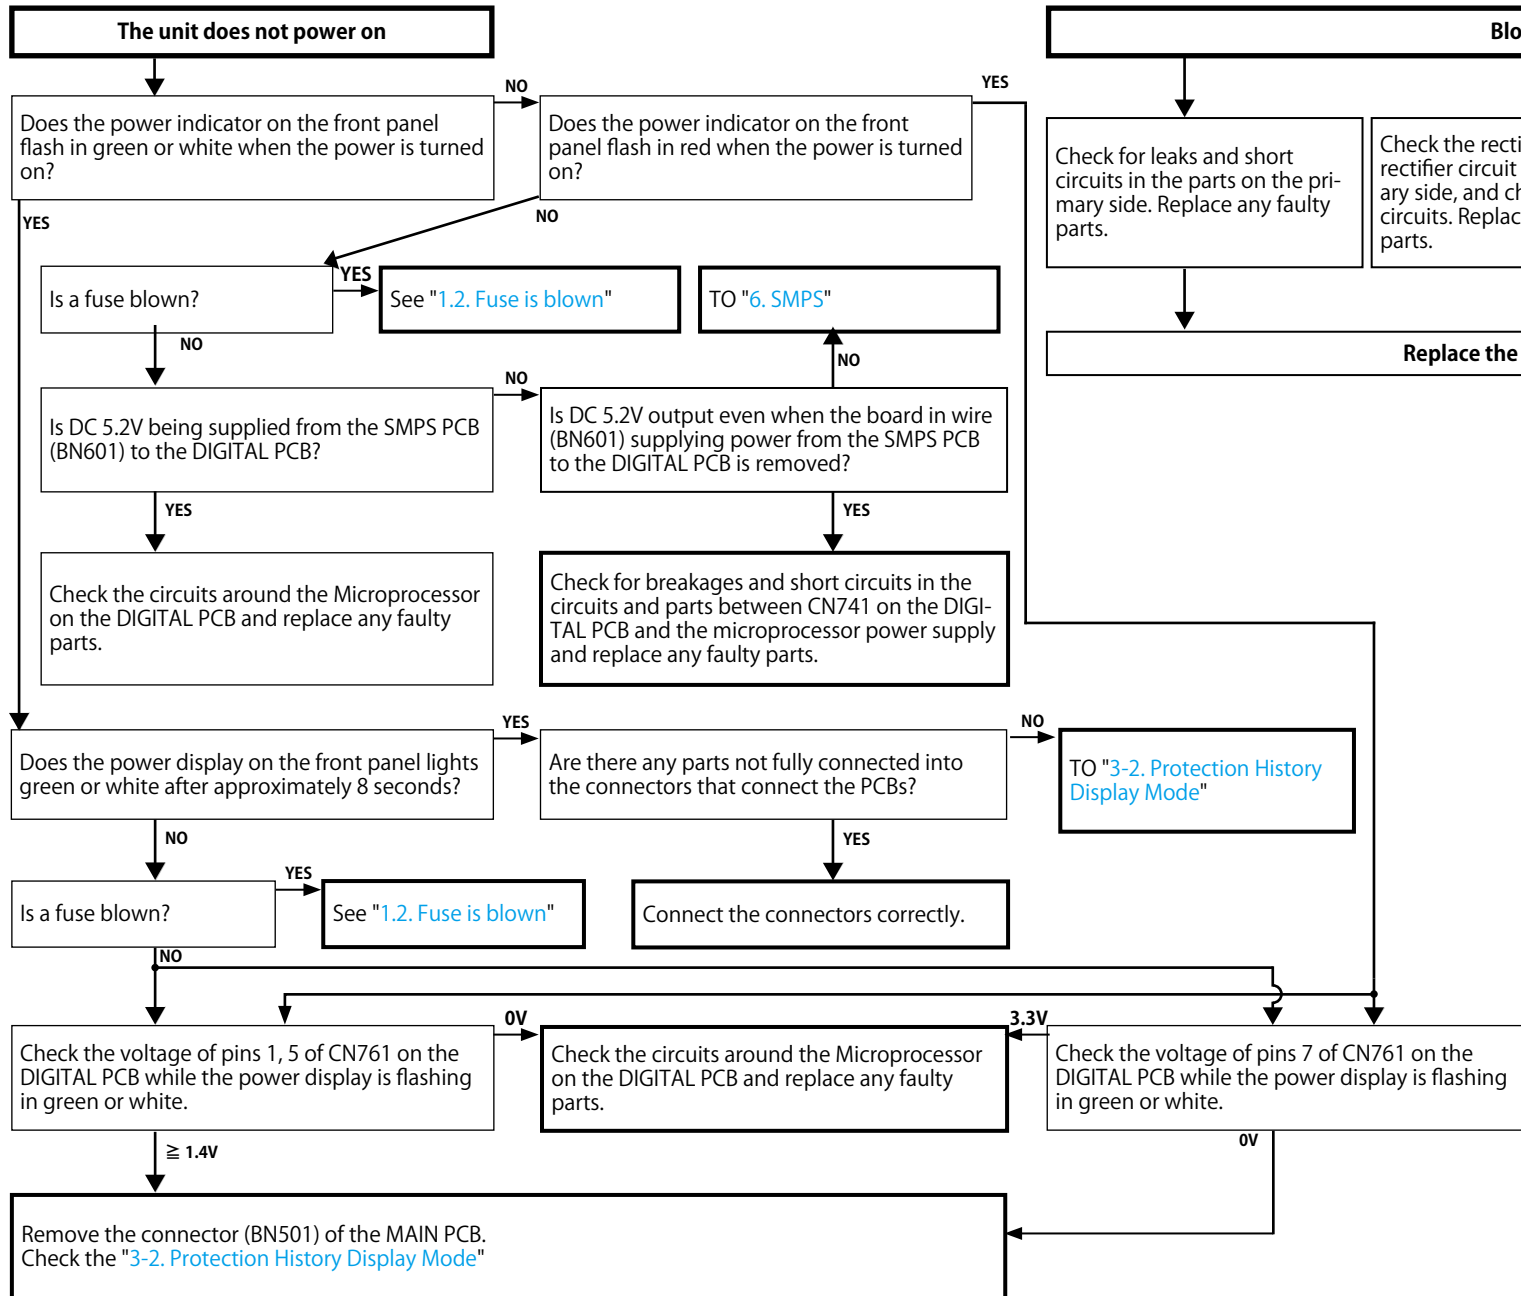 The unit does not power on
Does the power indicator on the front panel
flash in green or white when the power is turned
on?
NO
Does the power indicator on the front
panel flash in red when the power is turned
on?
YES
YES
NO
Is a fuse blown?
YES
See "1.2. Fuse is blown"
TO "6. SMPS"
NO
NO
Is DC 5.2V being supplied from the SMPS PCB
(BN601) to the DIGITAL PCB?
NO
Is DC 5.2V output even when the board in wire
(BN601) supplying power from the SMPS PCB
to the DIGITAL PCB is removed?
YES
YES
Check the circuits around the Microprocessor
on the DIGITAL PCB and replace any faulty
parts.
Check for breakages and short circuits in the
circuits and parts between CN741 on the DIGI-
TAL PCB and the microprocessor power supply
and replace any faulty parts.
Does the power display on the front panel lights
green or white after approximately 8 seconds?
YES
Are there any parts not fully connected into
the connectors that connect the PCBs?
NO
TO "3-2. Protection History
Display Mode"
NO
YES
Is a fuse blown?
YES
See "1.2. Fuse is blown"
Connect the connectors correctly.
NO
Check the voltage of pins 1, 5 of CN761 on the
DIGITAL PCB while the power display is flashing
in green or white.
0V
Check the circuits around the Microprocessor
on the DIGITAL PCB and replace any faulty
parts.
3.3V
Check the voltage of pins 7 of CN761 on the
DIGITAL PCB while the power display is flashing
in green or white.
≧ 1.4V
0V
Remove the connector (BN501) of the MAIN PCB.
Check the "3-2. Protection History Display Mode"
Blo
Check for leaks and short
circuits in the parts on the pri-
mary side. Replace any faulty
parts.
Check the recti
rectifier circuit
ary side, and ch
circuits. Replac
parts.
Replace the